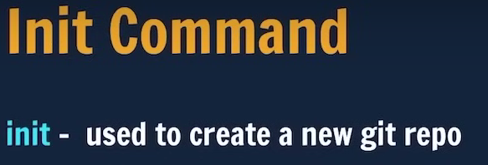 Init Command
init - used to create a new git repo